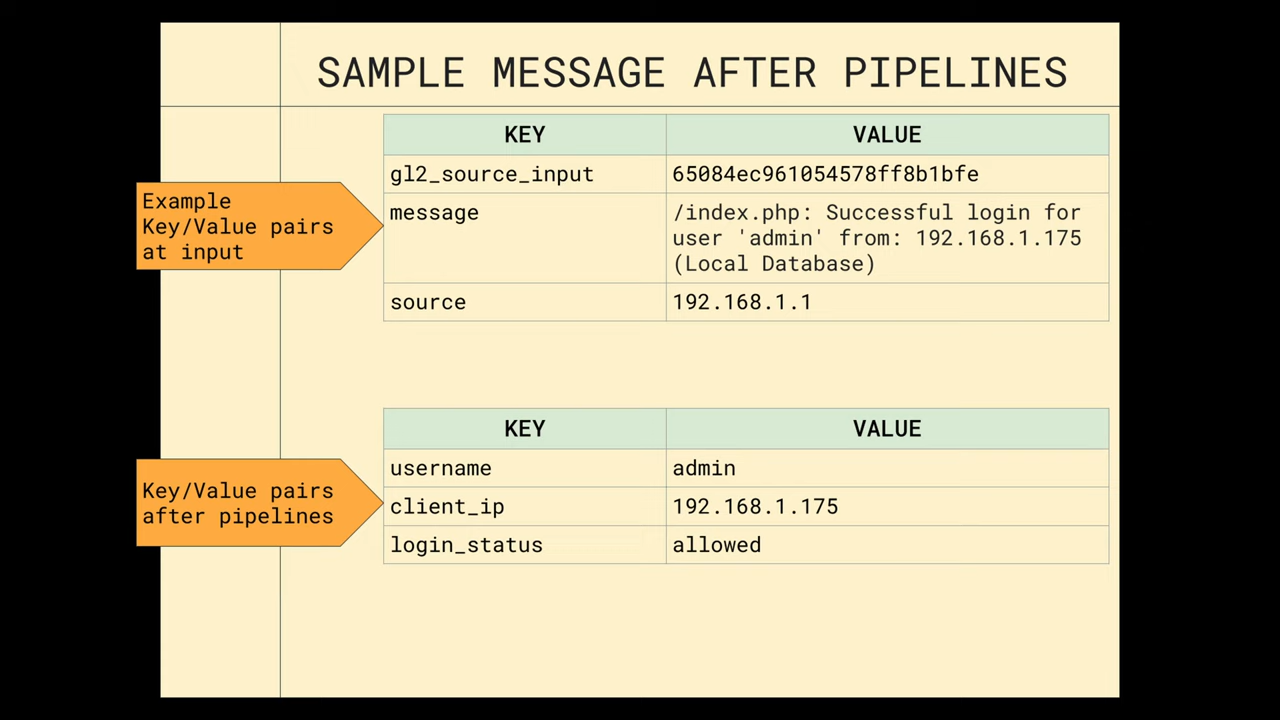 SAMPLE MESSAGE AFTER PIPELINES
KEY VALUE
gl2_source_input 65084ec961054578ff8b1bfe
Example
Key/Value pairs
at input
message /index.php: Successful login for
user 'admin' from: 192.168.1.175
(Local Database)
source 192.168.1.1
KEY VALUE
username admin
Key/Value pairs
after pipelines
client_ip 192.168.1.175
login_status allowed